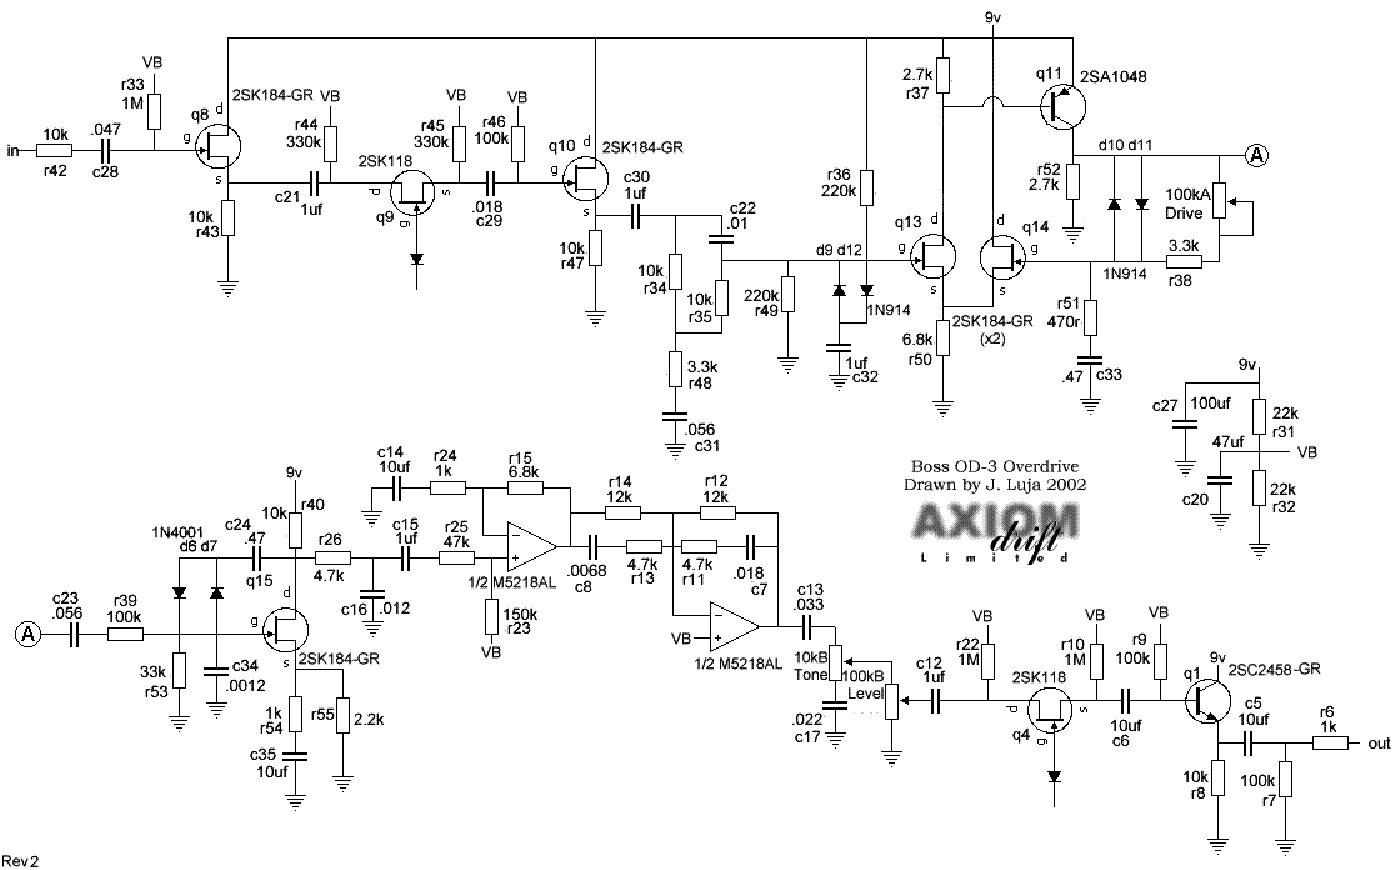 9v
VB
r33
1M
2SK184-GR
q8
d
g
s
in
10k
r42
.047
c28
10k
r43
VB
r44
330k
c21
1uf
2SK118
d
s
q9
g
VB
r45
330k
VB
r46
100k
.018
c29
q10
d
2SK184-GR
g
s
10k
r47
c30
1uf
c22
.01
10k
r34
10k
r35
3.3k
r48
.056
c31
220k
r49
d9 d12
r36
220k
1N914
1uf
c32
2.7k
r37
q11
2SA1048
q13
d
g
s
d
q14
g
s
2SK184-GR
(x2)
6.8k
r50
r52
2.7k
d10 d11
1N914
A
100kA
Drive
3.3k
r38
r51
470r
.47 c33
9v
c27
100uf
22k
r31
47uf
VB
c20
22k
r32
Boss OD-3 Overdrive
Drawn by J. Luja 2002
AXIOM
drift
Limited
A
c23
.056
r39
100k
1N4001
d6 d7
33k
r53
c34
.0012
c24
.47
q15
9v
10k
r40
d
g
s
2SK184-GR
1k
r54
r55
2.2k
c35
10uf
r26
4.7k
c16
.012
c14
10uf
r24
1k
r15
6.8k
c15
1uf
r25
47k
1/2 M5218AL
150k
r23
VB
.0068
c8
r14
12k
4.7k
r13
r12
12k
4.7k
r11
.018
c7
VB
1/2 M5218AL
c13
.033
10kB
Tone
.022
c17
100kB
Level
c12
1uf
VB
r22
1M
2SK118
d
s
q4
g
VB
r10
1M
10uf
c6
VB
r9
100k
q1
9v
2SC2458-GR
10k
r8
c5
10uf
100k
r7
r6
1k
out
Rev2